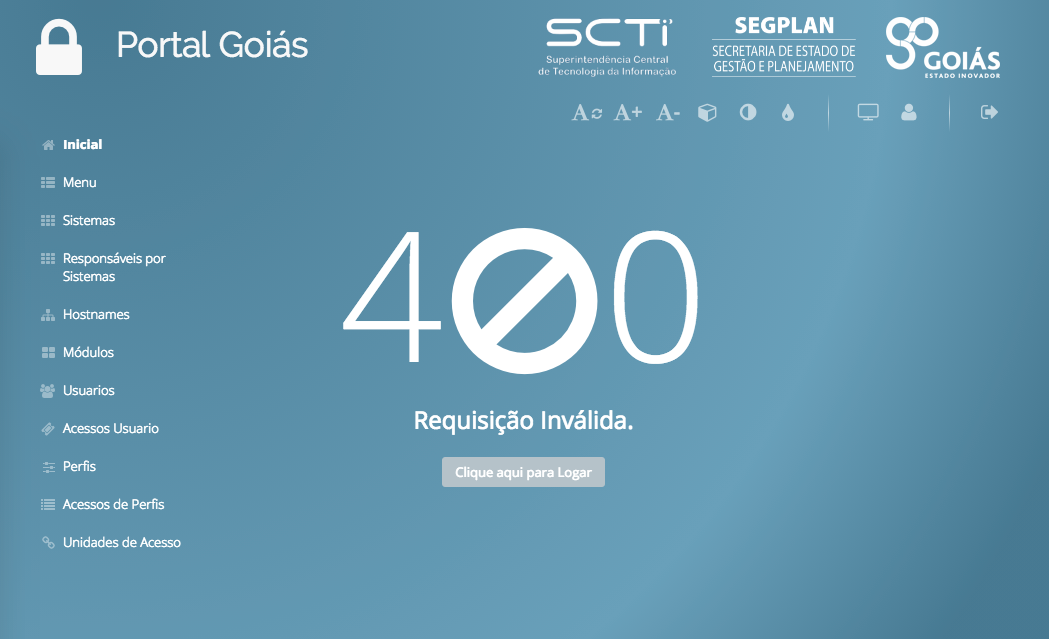 Portal Goiás
SCTi
Superintendência Central
de Tecnologia da Informação
SEGPLAN
SECRETARIA DE ESTADO DE
GESTÃO E PLANEJAMENTO
go
GOIÁS
ESTADO INOVADOR
A A+ A-
Inicial
Menu
Sistemas
Responsáveis por
Sistemas
Hostnames
Módulos
Usuarios
Acessos Usuario
Perfis
Acessos de Perfis
Unidades de Acesso
400
Requisição Inválida.
Clique aqui para Logar